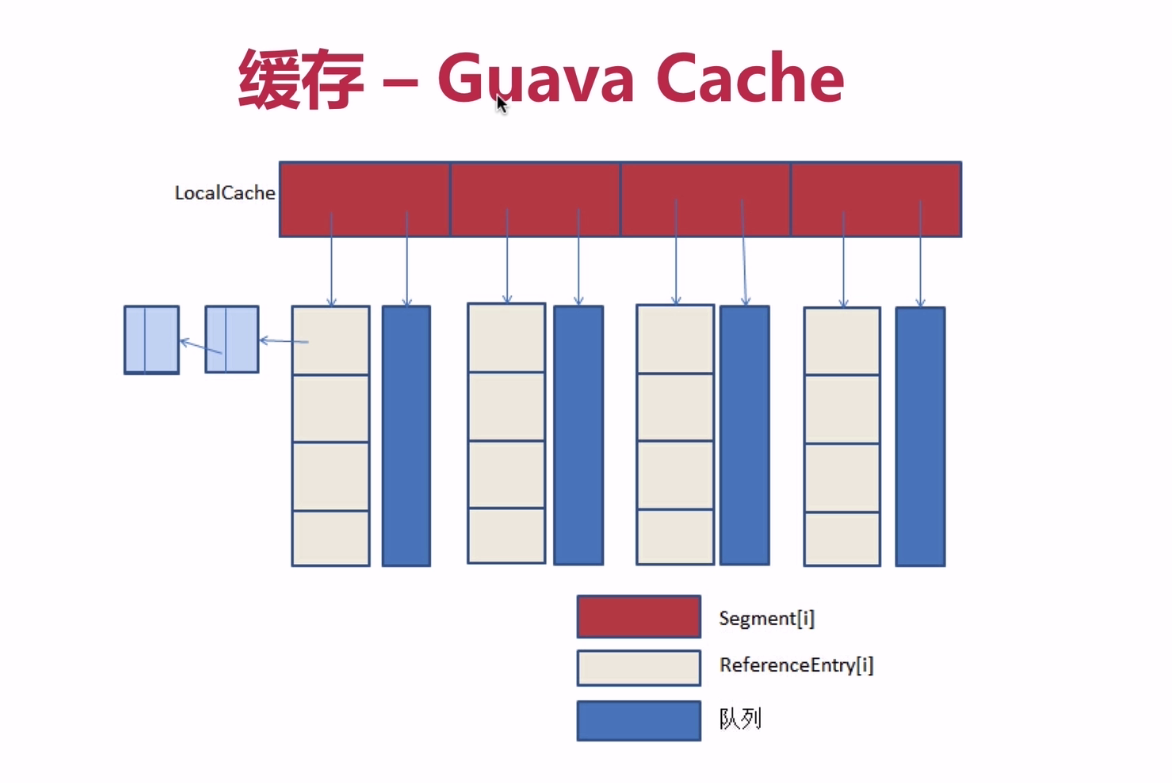 缓存 – Guava Cache
LocalCache
Segment[i]
ReferenceEntry[i]
队列